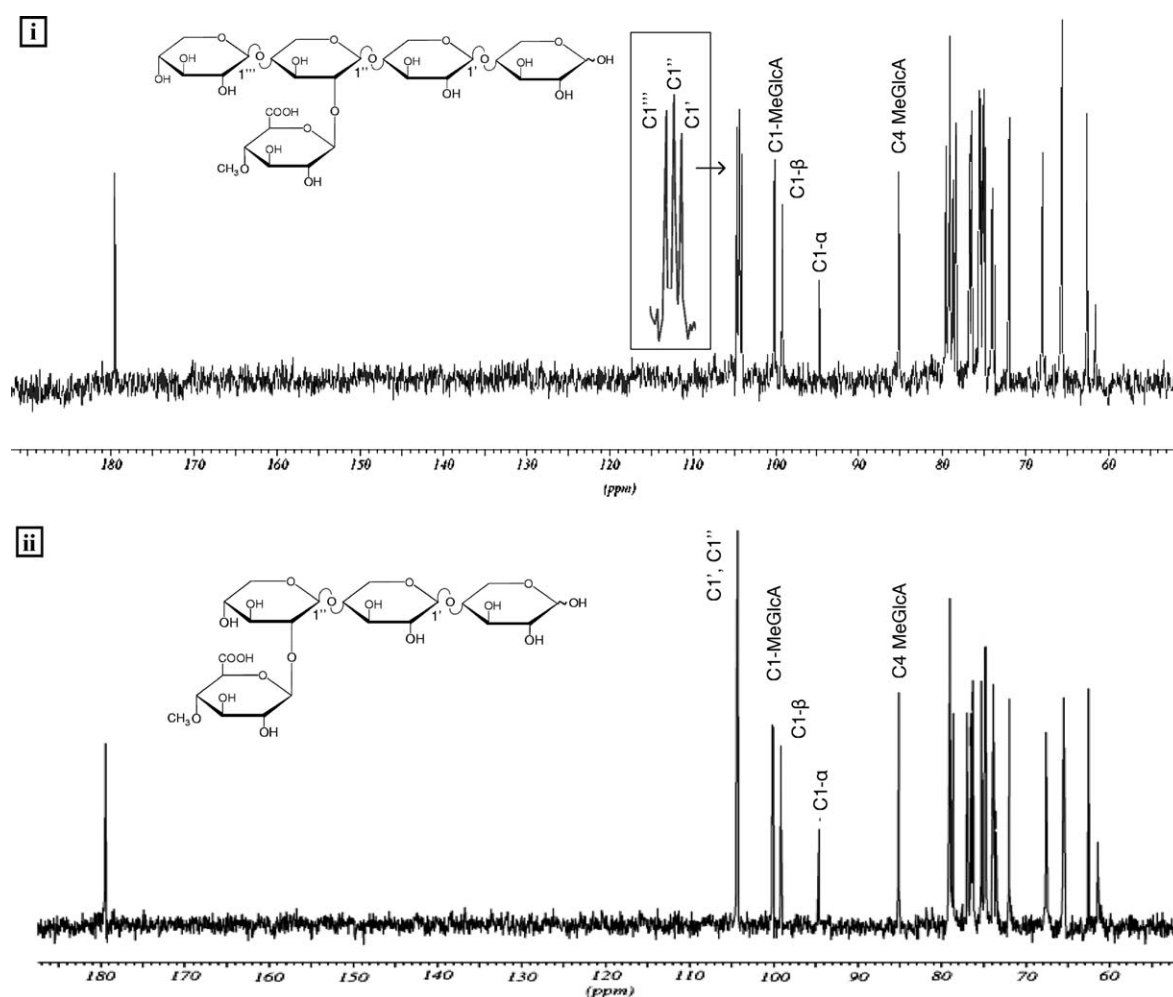 i
O O O O
OH O O O O OH
OH OH OH OH
1''' 1'' 1'
OH OH OH OH OH
O
COOH
O
OH O
CH₃O
OH
C1''' C1'' C1'
C1-MeGlcA
C1-β
C1-α
C4 MeGlcA
180 170 160 150 140 130 120 110 100 90 80 70 60
(ppm)
ii
O O O
HO OH O OH O OH OH
1'' 1'
O OH OH
COOH
O
OH O
CH₃O
OH
C1', C1''
C1-MeGlcA
C1-β
- C1-α
C4 MeGlcA
180 170 160 150 140 130 120 110 100 90 80 70 60
(ppm)